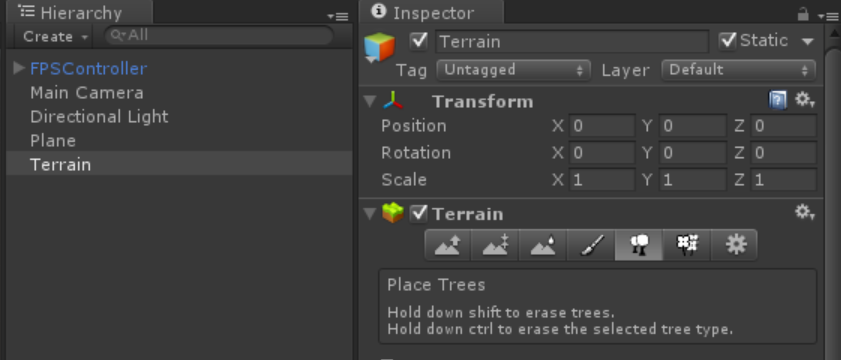 Hierarchy
Create
All
FPSController
Main Camera
Directional Light
Plane
Terrain
Inspector
Terrain Static
Tag Untagged Layer Default
Transform
Position X 0 Y 0 Z 0
Rotation X 0 Y 0 Z 0
Scale X 1 Y 1 Z 1
Terrain
Place Trees
Hold down shift to erase trees.
Hold down ctrl to erase the selected tree type.